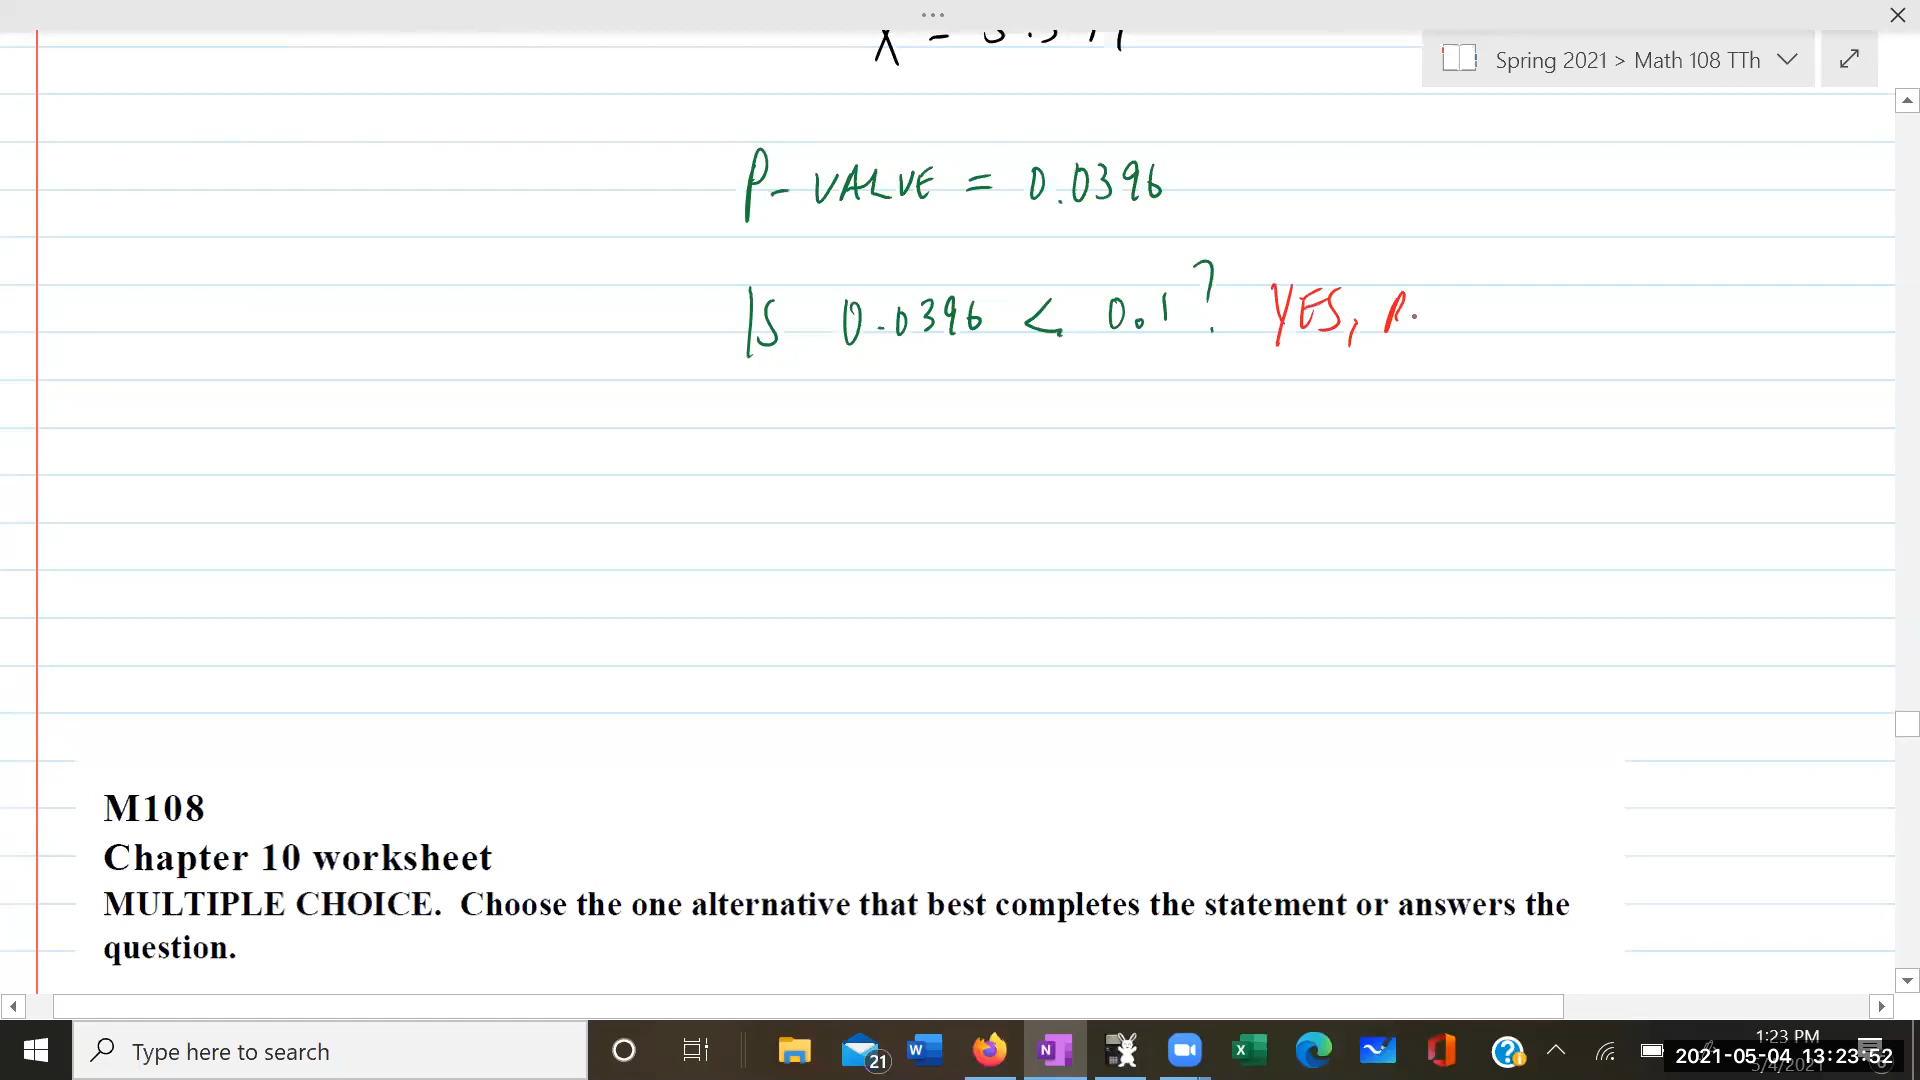 Spring 2021 > Math 108 TTh
P-VALUE = 0.0396
IS 0.0396 < 0.1 ? YES,
M108
Chapter 10 worksheet
MULTIPLE CHOICE. Choose the one alternative that best completes the statement or answers the
question.
Type here to search
21
1:23 PM
2021-05-04 13:23:52